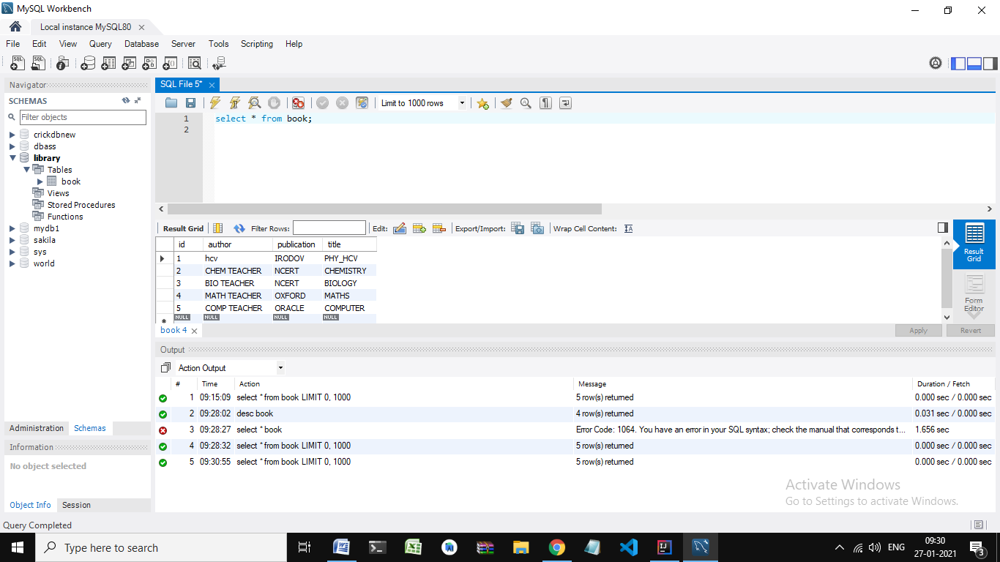 MySQL Workbench
Local instance MySQL80
File Edit View Query Database Server Tools Scripting Help
Navigator
SCHEMAS
Filter objects
crickdbnew
dbass
library
Tables
book
Views
Stored Procedures
Functions
mydb1
sakila
sys
world
Administration Schemas
Information
No object selected
Object Info Session
SQL File 5*
Limit to 1000 rows
1 select * from book;
2
Result Grid Filter Rows: Edit: Export/Import: Wrap Cell Content:
id author publication title
1 hcv IRODOV PHY_HCV
2 CHEM TEACHER NCERT CHEMISTRY
3 BIO TEACHER NCERT BIOLOGY
4 MATH TEACHER OXFORD MATHS
5 COMP TEACHER ORACLE COMPUTER
NULL NULL NULL NULL
Result
Grid
Form
Editor
book 4
Apply Revert
Output
Action Output
# Time Action Message Duration / Fetch
1 09:15:09 select * from book LIMIT 0, 1000 5 row(s) returned 0.000 sec / 0.000 sec
2 09:28:02 desc book 4 row(s) returned 0.031 sec / 0.000 sec
3 09:28:27 select * book Error Code: 1064. You have an error in your SQL syntax; check the manual that corresponds t... 1.656 sec
4 09:28:32 select * from book LIMIT 0, 1000 5 row(s) returned 0.000 sec / 0.000 sec
5 09:30:55 select * from book LIMIT 0, 1000 5 row(s) returned 0.000 sec / 0.000 sec
Activate Windows
Go to Settings to activate Windows.
Query Completed
Type here to search
ENG
09:30
27-01-2021
3